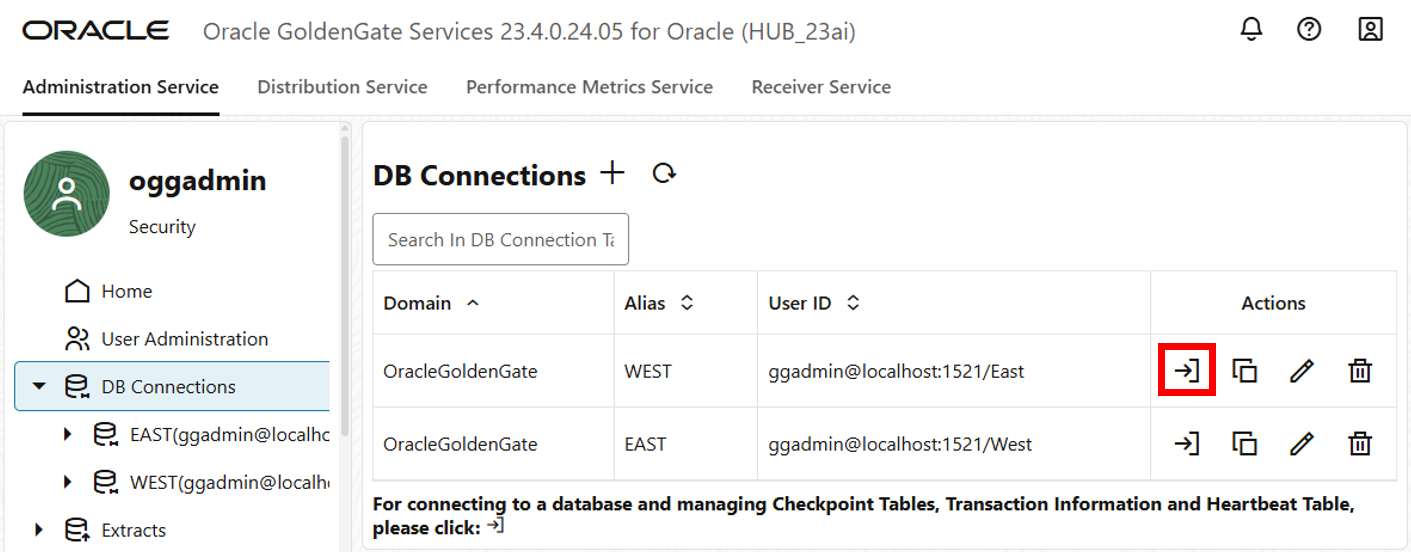 ORACLE Oracle GoldenGate Services 23.4.0.24.05 for Oracle (HUB_23ai)
Administration Service Distribution Service Performance Metrics Service Receiver Service
oggadmin
Security
Home
User Administration
DB Connections
EAST(ggadmin@localhc
WEST(ggadmin@localh
Extracts
DB Connections
Search In DB Connection Ta
Domain Alias User ID Actions
OracleGoldenGate WEST ggadmin@localhost:1521/East
OracleGoldenGate EAST ggadmin@localhost:1521/West
For connecting to a database and managing Checkpoint Tables, Transaction Information and Heartbeat Table,
please click: